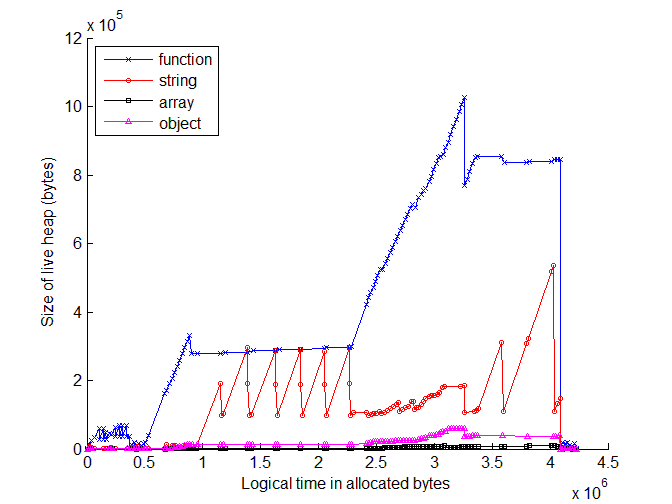 x 10^5
12
10
8
6
4
2
0
function
string
array
object
Size of live heap (bytes)
0 0.5 1 1.5 2 2.5 3 3.5 4 4.5
Logical time in allocated bytes
x 10^6